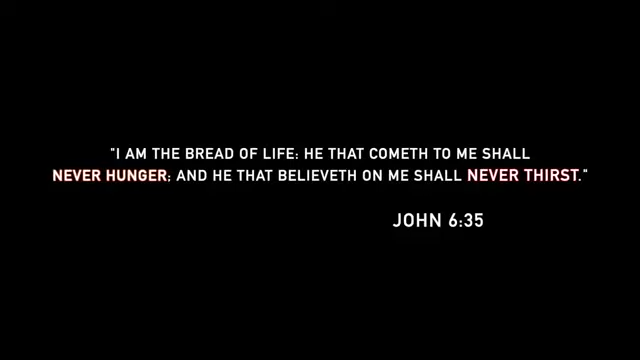 "I AM THE BREAD OF LIFE: HE THAT COMETH TO ME SHALL
NEVER HUNGER; AND HE THAT BELIEVETH ON ME SHALL NEVER THIRST."
JOHN 6:35